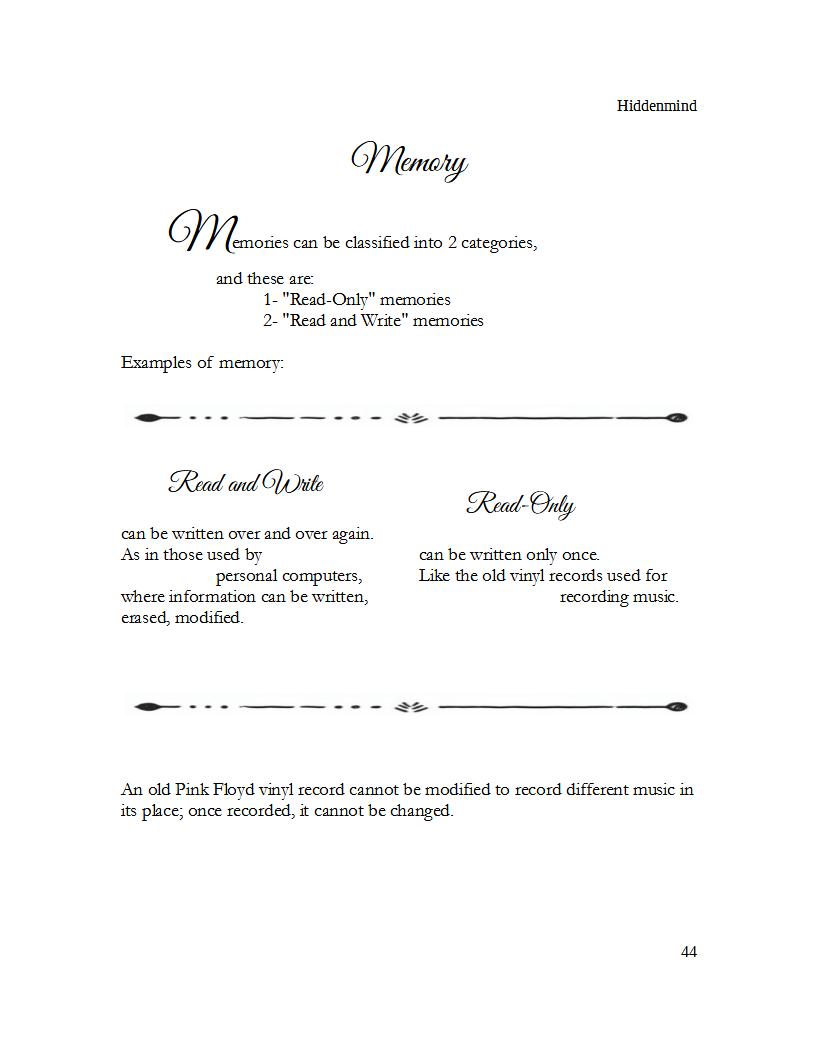 Hiddenmind
Memory
Memories can be classified into 2 categories,
and these are:
1- "Read-Only" memories
2- "Read and Write" memories
Examples of memory:
Read and Write
can be written over and over again.
As in those used by
personal computers,
where information can be written,
erased, modified.
Read-Only
can be written only once.
Like the old vinyl records used for
recording music.
An old Pink Floyd vinyl record cannot be modified to record different music in
its place; once recorded, it cannot be changed.
44